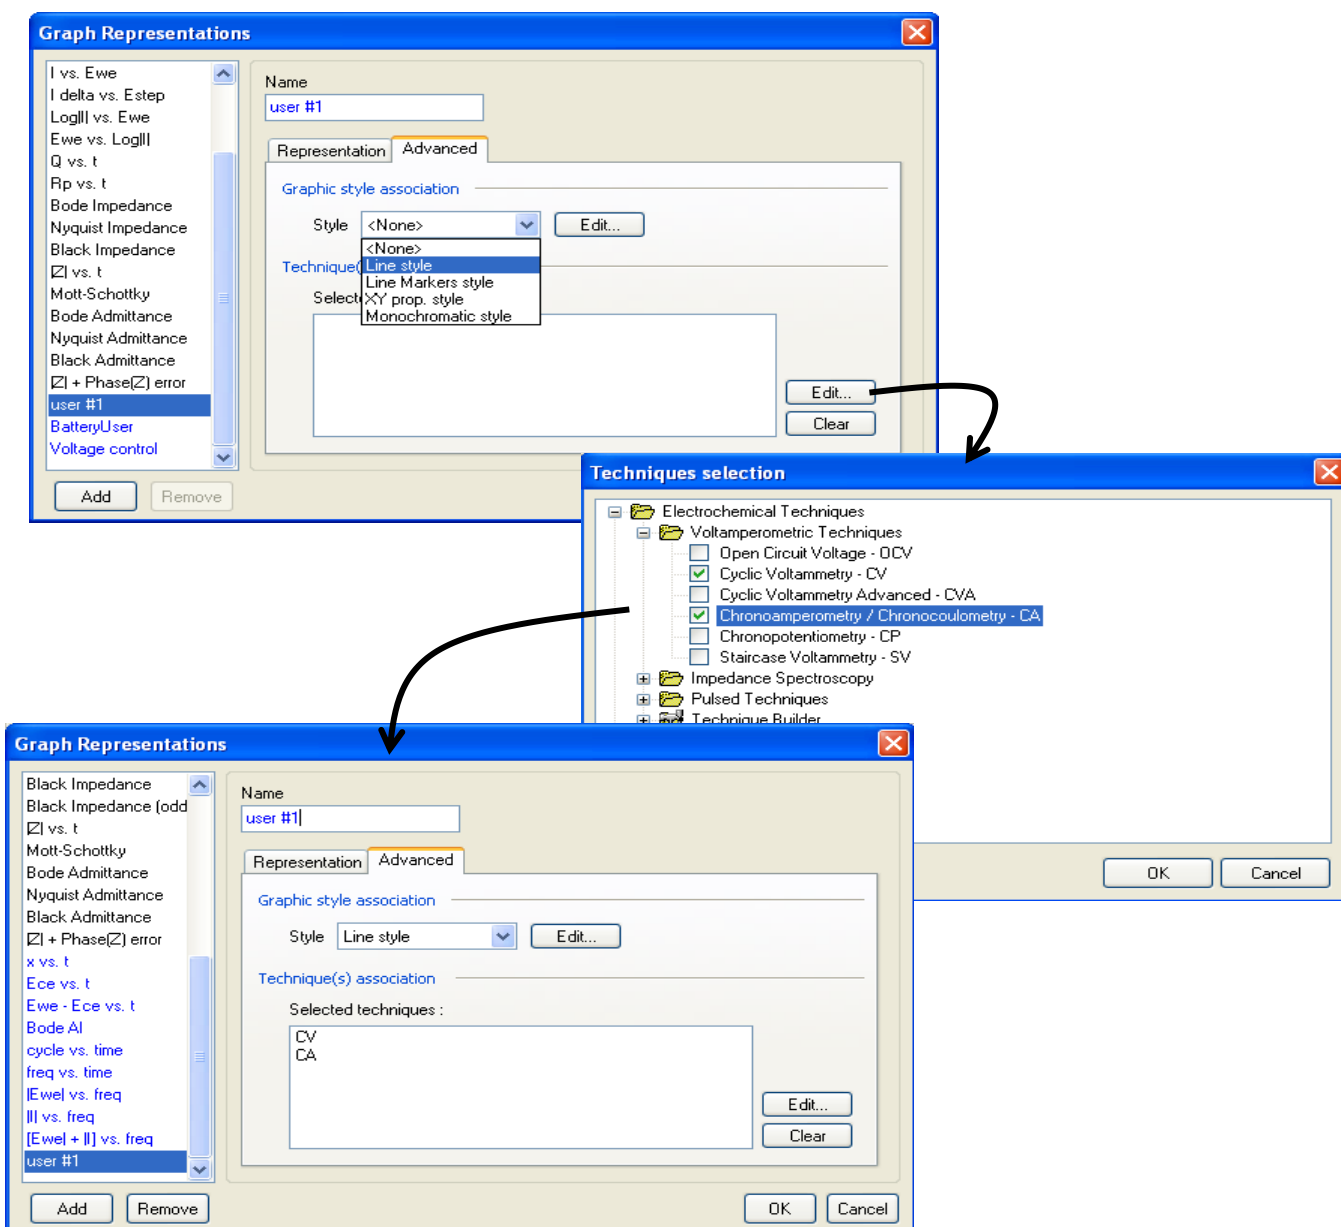 Graph Representations
I vs. Ewe
I delta vs. Estep
Log|I| vs. Ewe
Ewe vs. Log|I|
Q vs. t
Rp vs. t
Bode Impedance
Nyquist Impedance
Black Impedance
|Z| vs. t
Mott-Schottky
Bode Admittance
Nyquist Admittance
Black Admittance
|Z| + Phase(Z) error
user #1
BatteryUser
Voltage control
Add
Remove
Name
user #1
Representation
Advanced
Graphic style association
Style
<None>
Edit...
<None>
Line style
Line Markers style
XY prop. style
Monochromatic style
Technique(
Select
Edit...
Clear
Techniques selection
Electrochemical Techniques
Voltamperometric Techniques
Open Circuit Voltage - OCV
Cyclic Voltammetry - CV
Cyclic Voltammetry Advanced - CVA
Chronoamperometry / Chronocoulometry - CA
Chronopotentiometry - CP
Staircase Voltammetry - SV
Impedance Spectroscopy
Pulsed Techniques
Technique Builder
OK
Cancel
Graph Representations
Black Impedance
Black Impedance (odd
|Z| vs. t
Mott-Schottky
Bode Admittance
Nyquist Admittance
Black Admittance
|Z| + Phase(Z) error
x vs. t
Ece vs. t
Ewe - Ece vs. t
Bode Al
cycle vs. time
freq vs. time
|Ewe| vs. freq
|I| vs. freq
[Ewe| + |I] vs. freq
user #1
Add
Remove
Name
user #1
Representation
Advanced
Graphic style association
Style
Line style
Edit...
Technique(s) association
Selected techniques :
CV
CA
Edit...
Clear
OK
Cancel